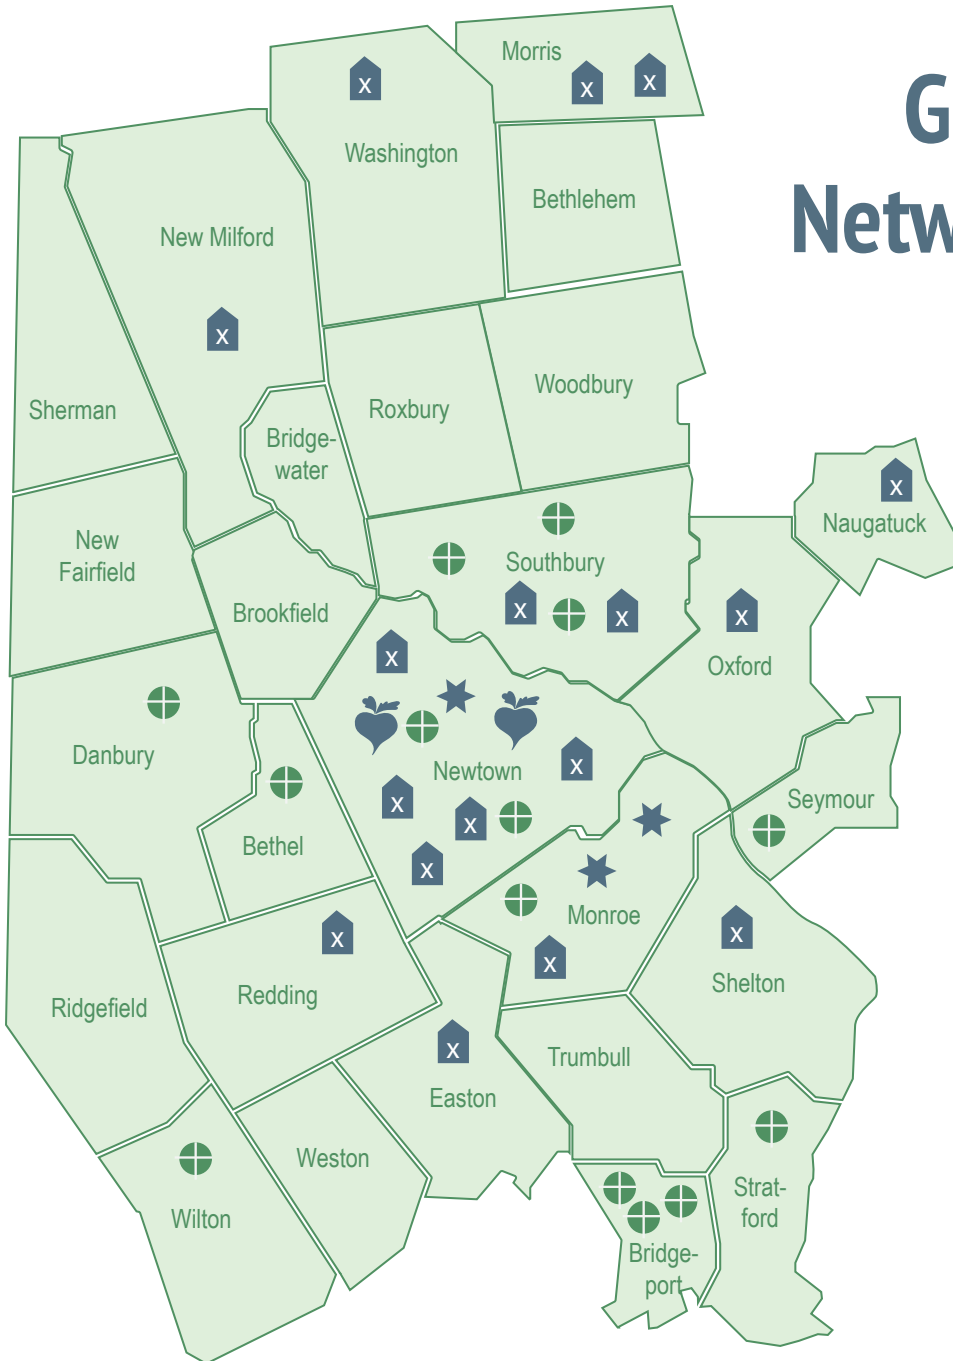 G
Netw
Morris
x
x
x
Washington
Bethlehem
New Milford
x
Sherman
Roxbury
Woodbury
Bridge-
water
x
Naugatuck
New
Fairfield
Southbury
Brookfield
x
x
x
x
Oxford
Danbury
Newtown
x
x
Seymour
Bethel
x
x
Monroe
x
x
x
Shelton
Ridgefield
Redding
x
Trumbull
Easton
Weston
Wilton
Strat-
ford
Bridge-
port